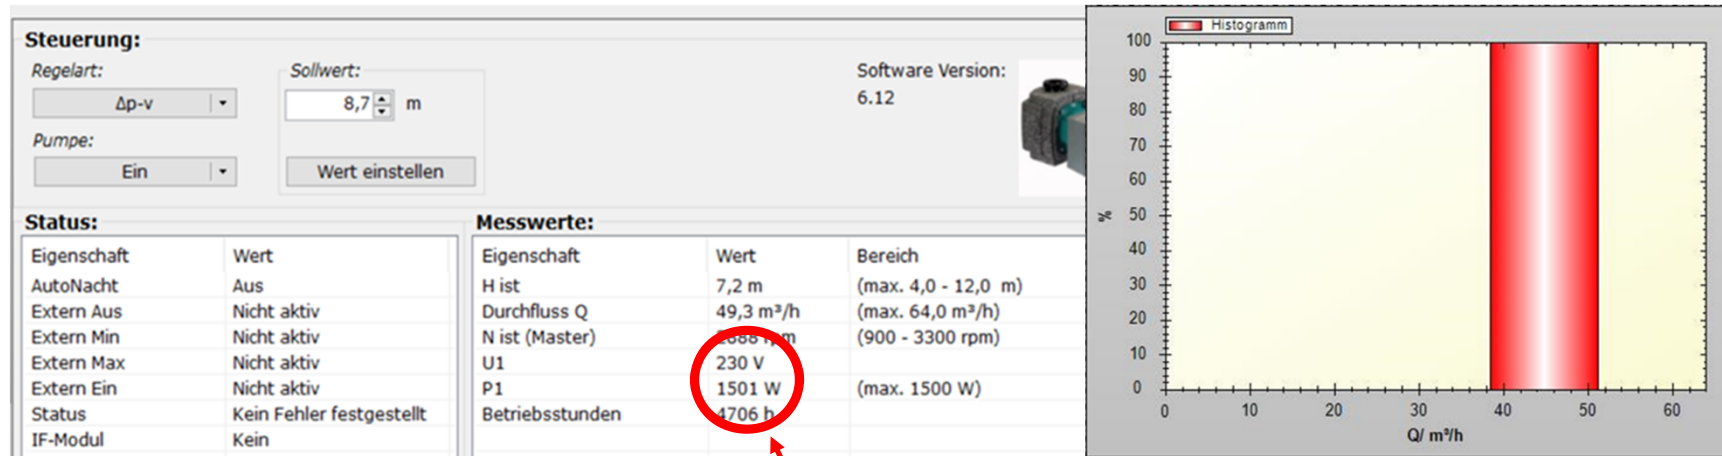 Steuerung:
Regelart:
Sollwert:
Software Version:
Δp-v
8,7 m
6.12
Pumpe:
Ein
Wert einstellen
Status:
Eigenschaft Wert
AutoNacht Aus
Extern Aus Nicht aktiv
Extern Min Nicht aktiv
Extern Max Nicht aktiv
Extern Ein Nicht aktiv
Status Kein Fehler festgestellt
IF-Modul Kein
Messwerte:
Eigenschaft Wert Bereich
H ist 7,2 m (max. 4,0 - 12,0 m)
Durchfluss Q 49,3 m³/h (max. 64,0 m³/h)
N ist (Master) 2688 rpm (900 - 3300 rpm)
U1 230 V
P1 1501 W (max. 1500 W)
Betriebsstunden 4706 h
Histogramm
100
90
80
70
60
50
40
30
20
10
0
%
0 10 20 30 40 50 60
Q/ m³/h